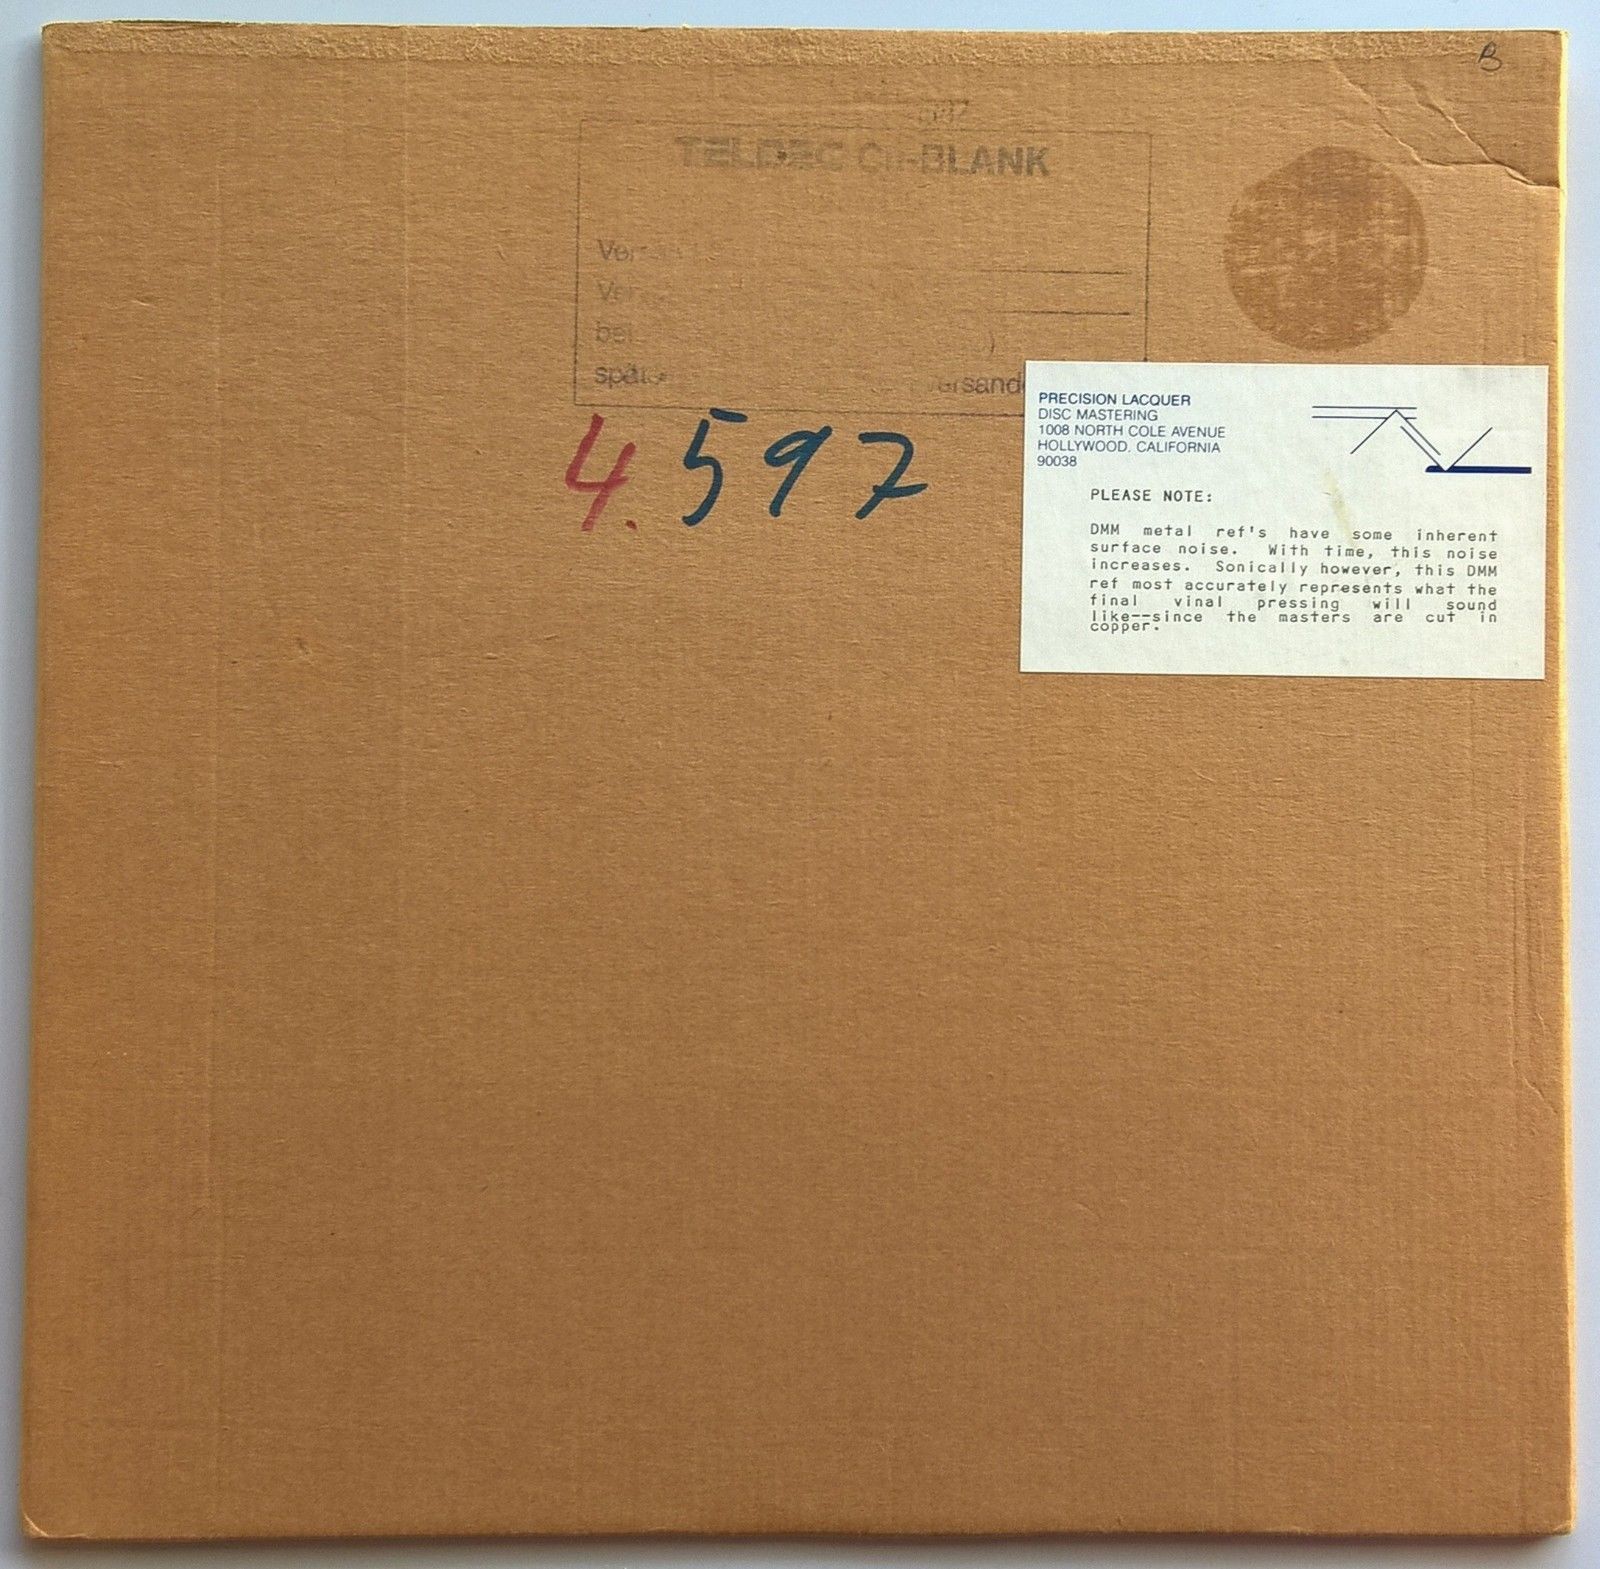 B
TELDEC Cu-BLANK
4. 597
PRECISION LACQUER
DISC MASTERING
1008 NORTH COLE AVENUE
HOLLYWOOD, CALIFORNIA
90038
PLEASE NOTE:
DMM metal ref's have some inherent
surface noise. With time, this noise
increases. Sonically however, this DMM
ref most accurately represents what the
final vinal pressing will sound
like--since the masters are cut in
copper.